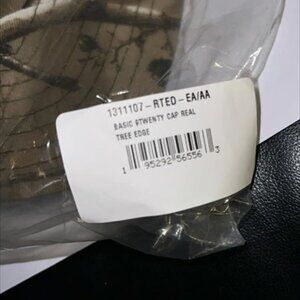 1311107-RTED-EA/AA
BASIC 9TWENTY CAP REAL
TREE EDGE
1 95292 56556 3